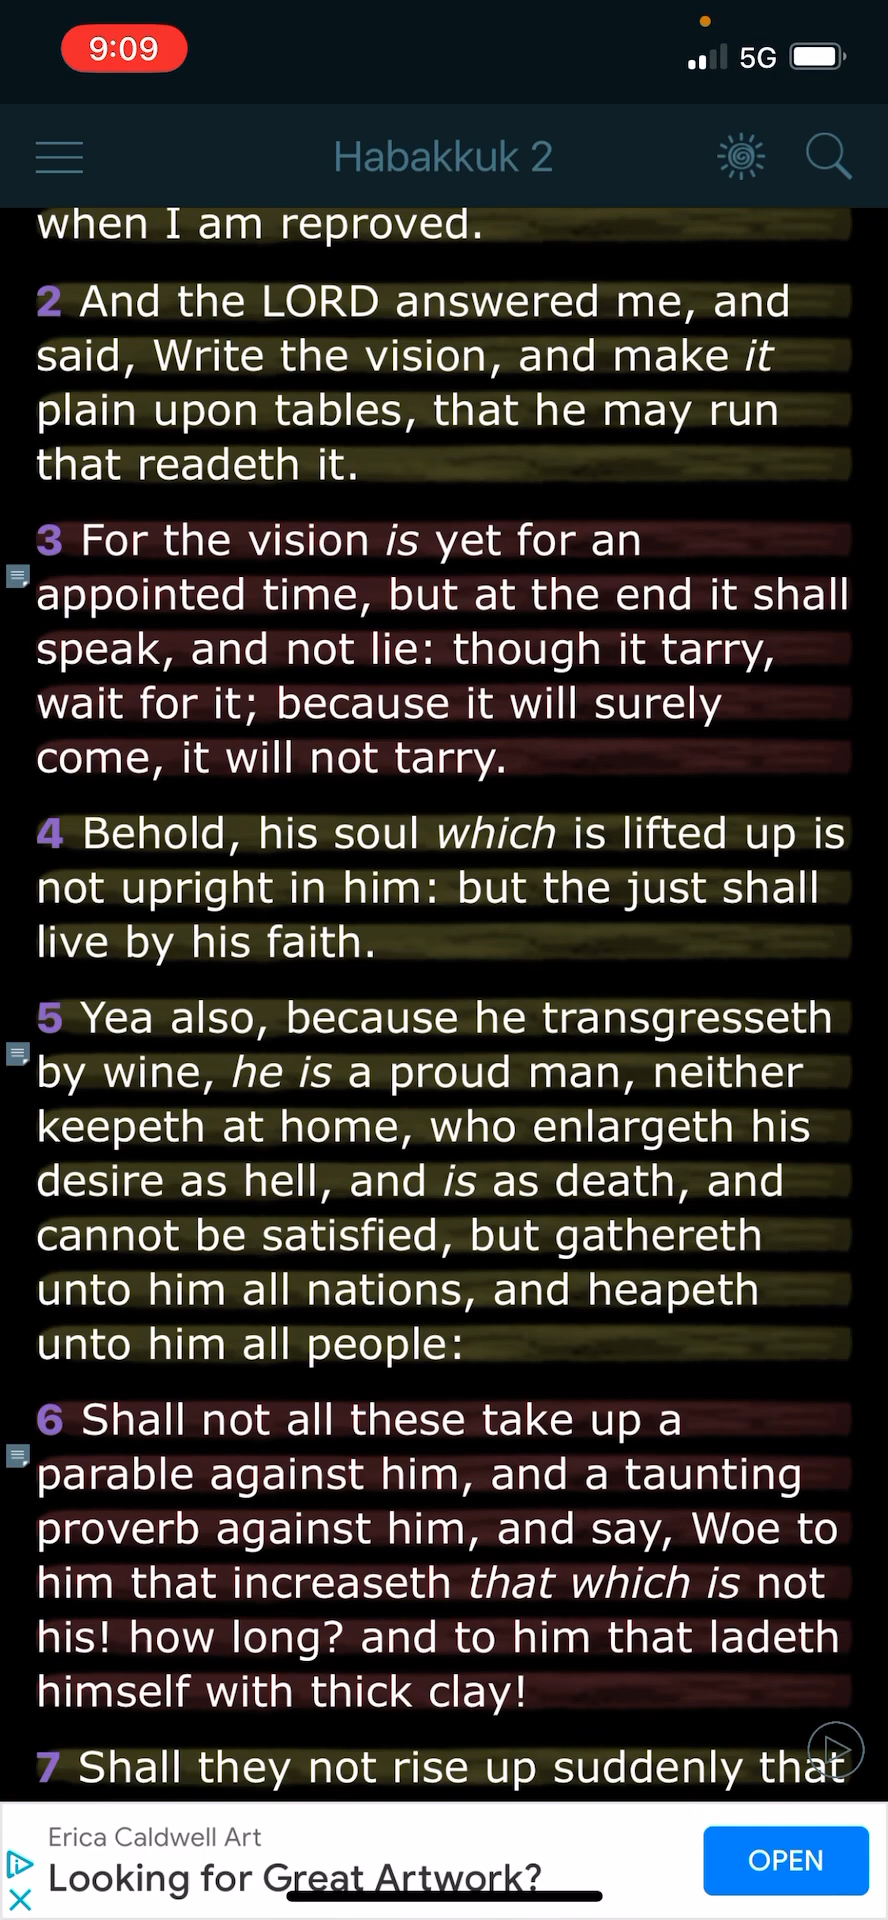 9:09
5G
Habakkuk 2
when I am reproved.
2 And the LORD answered me, and
said, Write the vision, and make it
plain upon tables, that he may run
that readeth it.
3 For the vision is yet for an
appointed time, but at the end it shall
speak, and not lie: though it tarry,
wait for it; because it will surely
come, it will not tarry.
4 Behold, his soul which is lifted up is
not upright in him: but the just shall
live by his faith.
5 Yea also, because he transgresseth
by wine, he is a proud man, neither
keepeth at home, who enlargeth his
desire as hell, and is as death, and
cannot be satisfied, but gathereth
unto him all nations, and heapeth
unto him all people:
6 Shall not all these take up a
parable against him, and a taunting
proverb against him, and say, Woe to
him that increaseth that which is not
his! how long? and to him that ladeth
himself with thick clay!
7 Shall they not rise up suddenly that
Erica Caldwell Art
Looking for Great Artwork?
OPEN